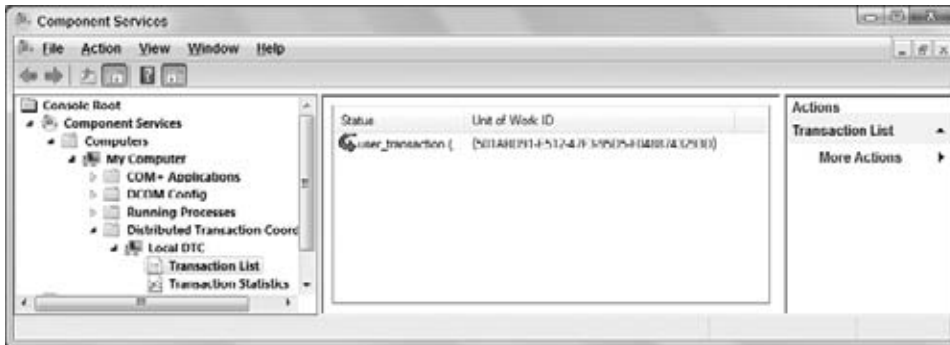 Component Services
File Action View Window Help
Console Root
Component Services
Computers
My Computer
COM+ Applications
DCOM Config
Running Processes
Distributed Transaction Coord
Local DTC
Transaction List
Transaction Statistics
Status Unit of Work ID
user_transaction (
Actions
Transaction List
More Actions